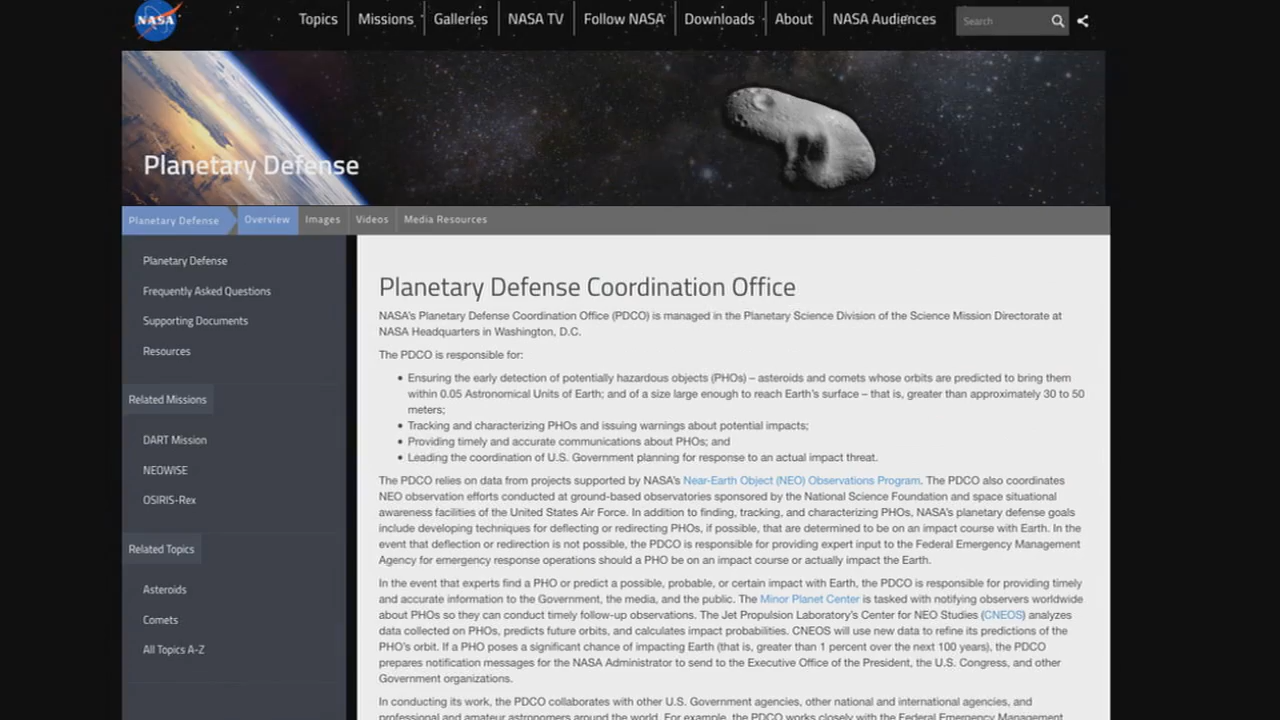 NASA
Topics Missions Galleries NASA TV Follow NASA Downloads About NASA Audiences Search
Planetary Defense
Planetary Defense Overview Images Videos Media Resources
Planetary Defense
Frequently Asked Questions
Supporting Documents
Resources
Related Missions
DART Mission
NEOWISE
OSIRIS-Rex
Related Topics
Asteroids
Comets
All Topics A-Z
Planetary Defense Coordination Office
NASA's Planetary Defense Coordination Office (PDCO) is managed in the Planetary Science Division of the Science Mission Directorate at
NASA Headquarters in Washington, D.C.
The PDCO is responsible for:
• Ensuring the early detection of potentially hazardous objects (PHOs) – asteroids and comets whose orbits are predicted to bring them
within 0.05 Astronomical Units of Earth; and of a size large enough to reach Earth's surface – that is, greater than approximately 30 to 50
meters;
• Tracking and characterizing PHOs and issuing warnings about potential impacts;
• Providing timely and accurate communications about PHOs; and
• Leading the coordination of U.S. Government planning for response to an actual impact threat.
The PDCO relies on data from projects supported by NASA's Near-Earth Object (NEO) Observations Program. The PDCO also coordinates
NEO observation efforts conducted at ground-based observatories sponsored by the National Science Foundation and space situational
awareness facilities of the United States Air Force. In addition to finding, tracking, and characterizing PHOs, NASA's planetary defense goals
include developing techniques for deflecting or redirecting PHOs, if possible, that are determined to be on an impact course with Earth. In the
event that deflection or redirection is not possible, the PDCO is responsible for providing expert input to the Federal Emergency Management
Agency for emergency response operations should a PHO be on an impact course or actually impact the Earth.
In the event that experts find a PHO or predict a possible, probable, or certain impact with Earth, the PDCO is responsible for providing timely
and accurate information to the Government, the media, and the public. The Minor Planet Center is tasked with notifying observers worldwide
about PHOs so they can conduct timely follow-up observations. The Jet Propulsion Laboratory's Center for NEO Studies (CNEOS) analyzes
data collected on PHOs, predicts future orbits, and calculates impact probabilities. CNEOS will use new data to refine its predictions of the
PHO's orbit. If a PHO poses a significant chance of impacting Earth (that is, greater than 1 percent over the next 100 years), the PDCO
prepares notification messages for the NASA Administrator to send to the Executive Office of the President, the U.S. Congress, and other
Government organizations.
In conducting its work, the PDCO collaborates with other U.S. Government agencies, other national and international agencies, and
professional and amateur astronomers around the world. For example, the PDCO works closely with the Federal Emergency Management